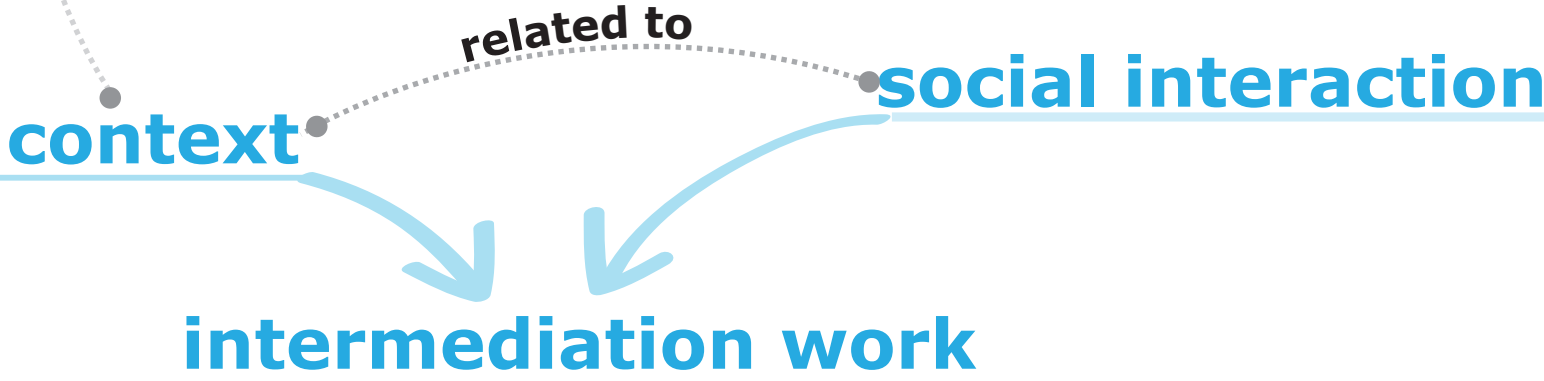 related to
social interaction
context
intermediation work